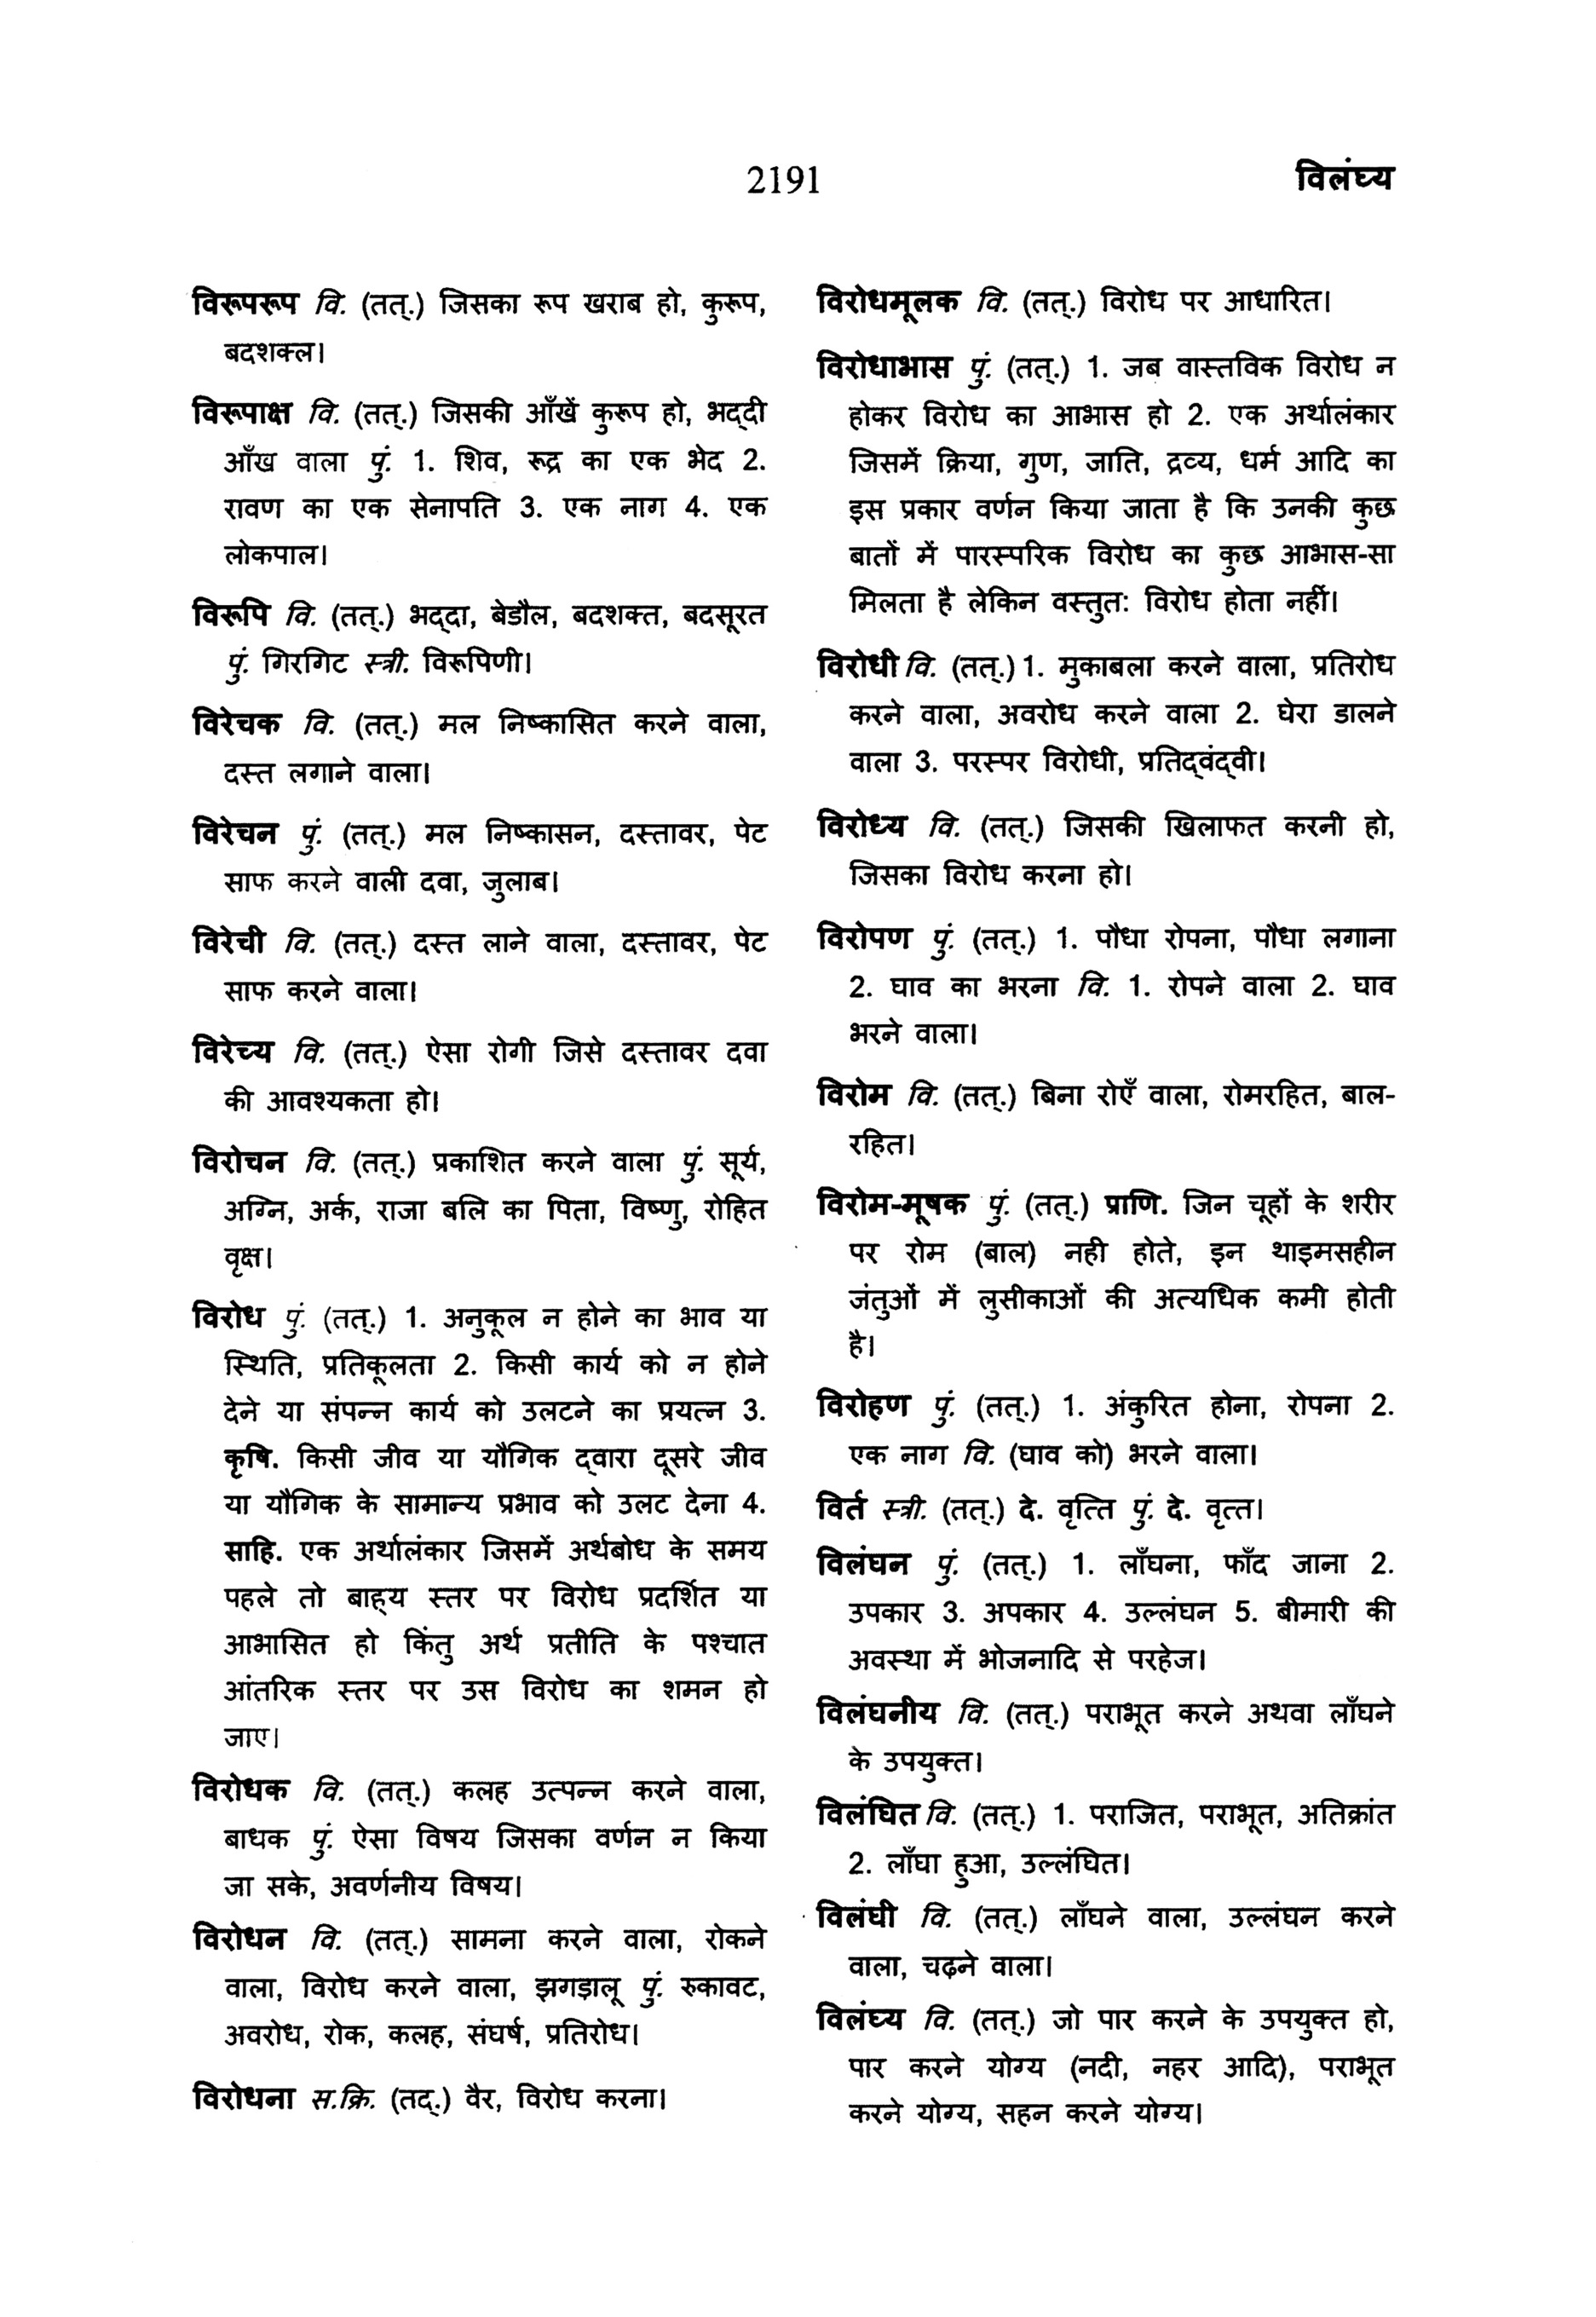 2191
विलंघ्य
विरूपरूप वि. (तत्.) जिसका रूप खराब हो, कुरूप,
बदशक्ल।
विरूपाक्ष वि. (तत्.) जिसकी आँखें कुरूप हो, भद्दी
आँख वाला पुं. 1. शिव, रूद्र का एक भेद 2.
रावण का एक सेनापति 3. एक नाग 4. एक
लोकपाल।
विरूपि वि. (तत्.) भद्दा, बेडौल, बदशक्त, बदसूरत
पुं. गिरगिट स्त्री. विरूपिणी।
विरेचक वि. (तत्.) मल निष्कासित करने वाला,
दस्त लगाने वाला।
विरेचन पुं. (तत्.) मल निष्कासन, दस्तावर, पेट
साफ करने वाली दवा, जुलाब।
विरेची वि. (तत्.) दस्त लाने वाला, दस्तावर, पेट
साफ करने वाला।
विरेच्य वि. (तत्.) ऐसा रोगी जिसे दस्तावर दवा
की आवश्यकता हो।
विरोचन वि. (तत्.) प्रकाशित करने वाला पुं. सूर्य,
अग्नि, अर्क, राजा बलि का पिता, विष्णु, रोहित
वृक्ष।
विरोध पुं. (तत्.) 1. अनुकूल न होने का भाव या
स्थिति, प्रतिकूलता 2. किसी कार्य को न होने
देने या संपन्न कार्य को उलटने का प्रयत्न 3.
कृषि. किसी जीव या यौगिक द्वारा दूसरे जीव
या यौगिक के सामान्य प्रभाव को उलट देना 4.
साहि. एक अर्थालंकार जिसमें अर्थबोध के समय
पहले तो बाह्य स्तर पर विरोध प्रदर्शित या
आभासित हो किंतु अर्थ प्रतीति के पश्चात
आंतरिक स्तर पर उस विरोध का शमन हो
जाए।
विरोधक वि. (तत्.) कलह उत्पन्न करने वाला,
बाधक पुं. ऐसा विषय जिसका वर्णन न किया
जा सके, अवर्णनीय विषय।
विरोधन वि. (तत्.) सामना करने वाला, रोकने
वाला, विरोध करने वाला, झगड़ालू पुं. रुकावट,
अवरोध, रोक, कलह, संघर्ष, प्रतिरोध।
विरोधना स.क्रि. (तद्.) वैर, विरोध करना।
विरोधमूलक वि. (तत्.) विरोध पर आधारित।
विरोधाभास पुं. (तत्.) 1. जब वास्तविक विरोध न
होकर विरोध का आभास हो 2. एक अर्थालंकार
जिसमें क्रिया, गुण, जाति, द्रव्य, धर्म आदि का
इस प्रकार वर्णन किया जाता है कि उनकी कुछ
बातों में पारस्परिक विरोध का कुछ आभास-सा
मिलता है लेकिन वस्तुतः विरोध होता नहीं।
विरोधी वि. (तत्.) 1. मुकाबला करने वाला, प्रतिरोध
करने वाला, अवरोध करने वाला 2. घेरा डालने
वाला 3. परस्पर विरोधी, प्रतिद्वंद्वी।
विरोध्य वि. (तत्.) जिसकी खिलाफत करनी हो,
जिसका विरोध करना हो।
विरोपण पुं. (तत्.) 1. पौधा रोपना, पौधा लगाना
2. घाव का भरना वि. 1. रोपने वाला 2. घाव
भरने वाला।
विरोम वि. (तत्.) बिना रोएँ वाला, रोमरहित, बाल-
रहित।
विरोम-मूषक पुं. (तत्.) प्राणि. जिन चूहों के शरीर
पर रोम (बाल) नही होते, इन थाइमसहीन
जंतुओं में लुसीकाओं की अत्यधिक कमी होती
है।
विरोहण पुं. (तत्.) 1. अंकुरित होना, रोपना 2.
एक नाग वि. (घाव को) भरने वाला।
विर्त स्त्री. (तत्.) दे. वृत्ति पुं. दे. वृत्त।
विलंघन पुं. (तत्.) 1. लाँघना, फाँद जाना 2.
उपकार 3. अपकार 4. उल्लंघन 5. बीमारी की
अवस्था में भोजनादि से परहेज।
विलंघनीय वि. (तत्.) पराभूत करने अथवा लाँघने
के उपयुक्त।
विलंघित वि. (तत्.) 1. पराजित, पराभूत, अतिक्रांत
2. लाँघा हुआ, उल्लंघित।
विलंघी वि. (तत्.) लाँघने वाला, उल्लंघन करने
वाला, चढ़ने वाला।
विलंघ्य वि. (तत्.) जो पार करने के उपयुक्त हो,
पार करने योग्य (नदी, नहर आदि), पराभूत
करने योग्य, सहन करने योग्य।